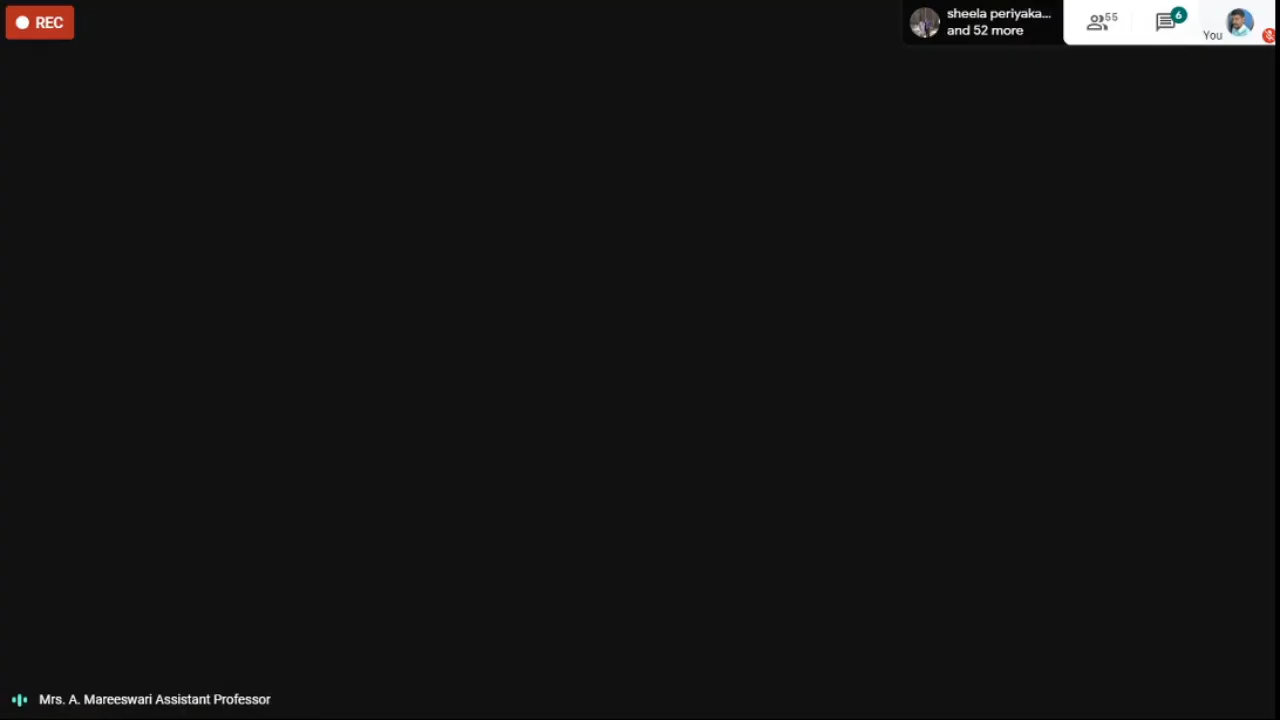 REC
sheela periyaka...
and 52 more
55
6
You
Mrs. A. Mareeswari Assistant Professor